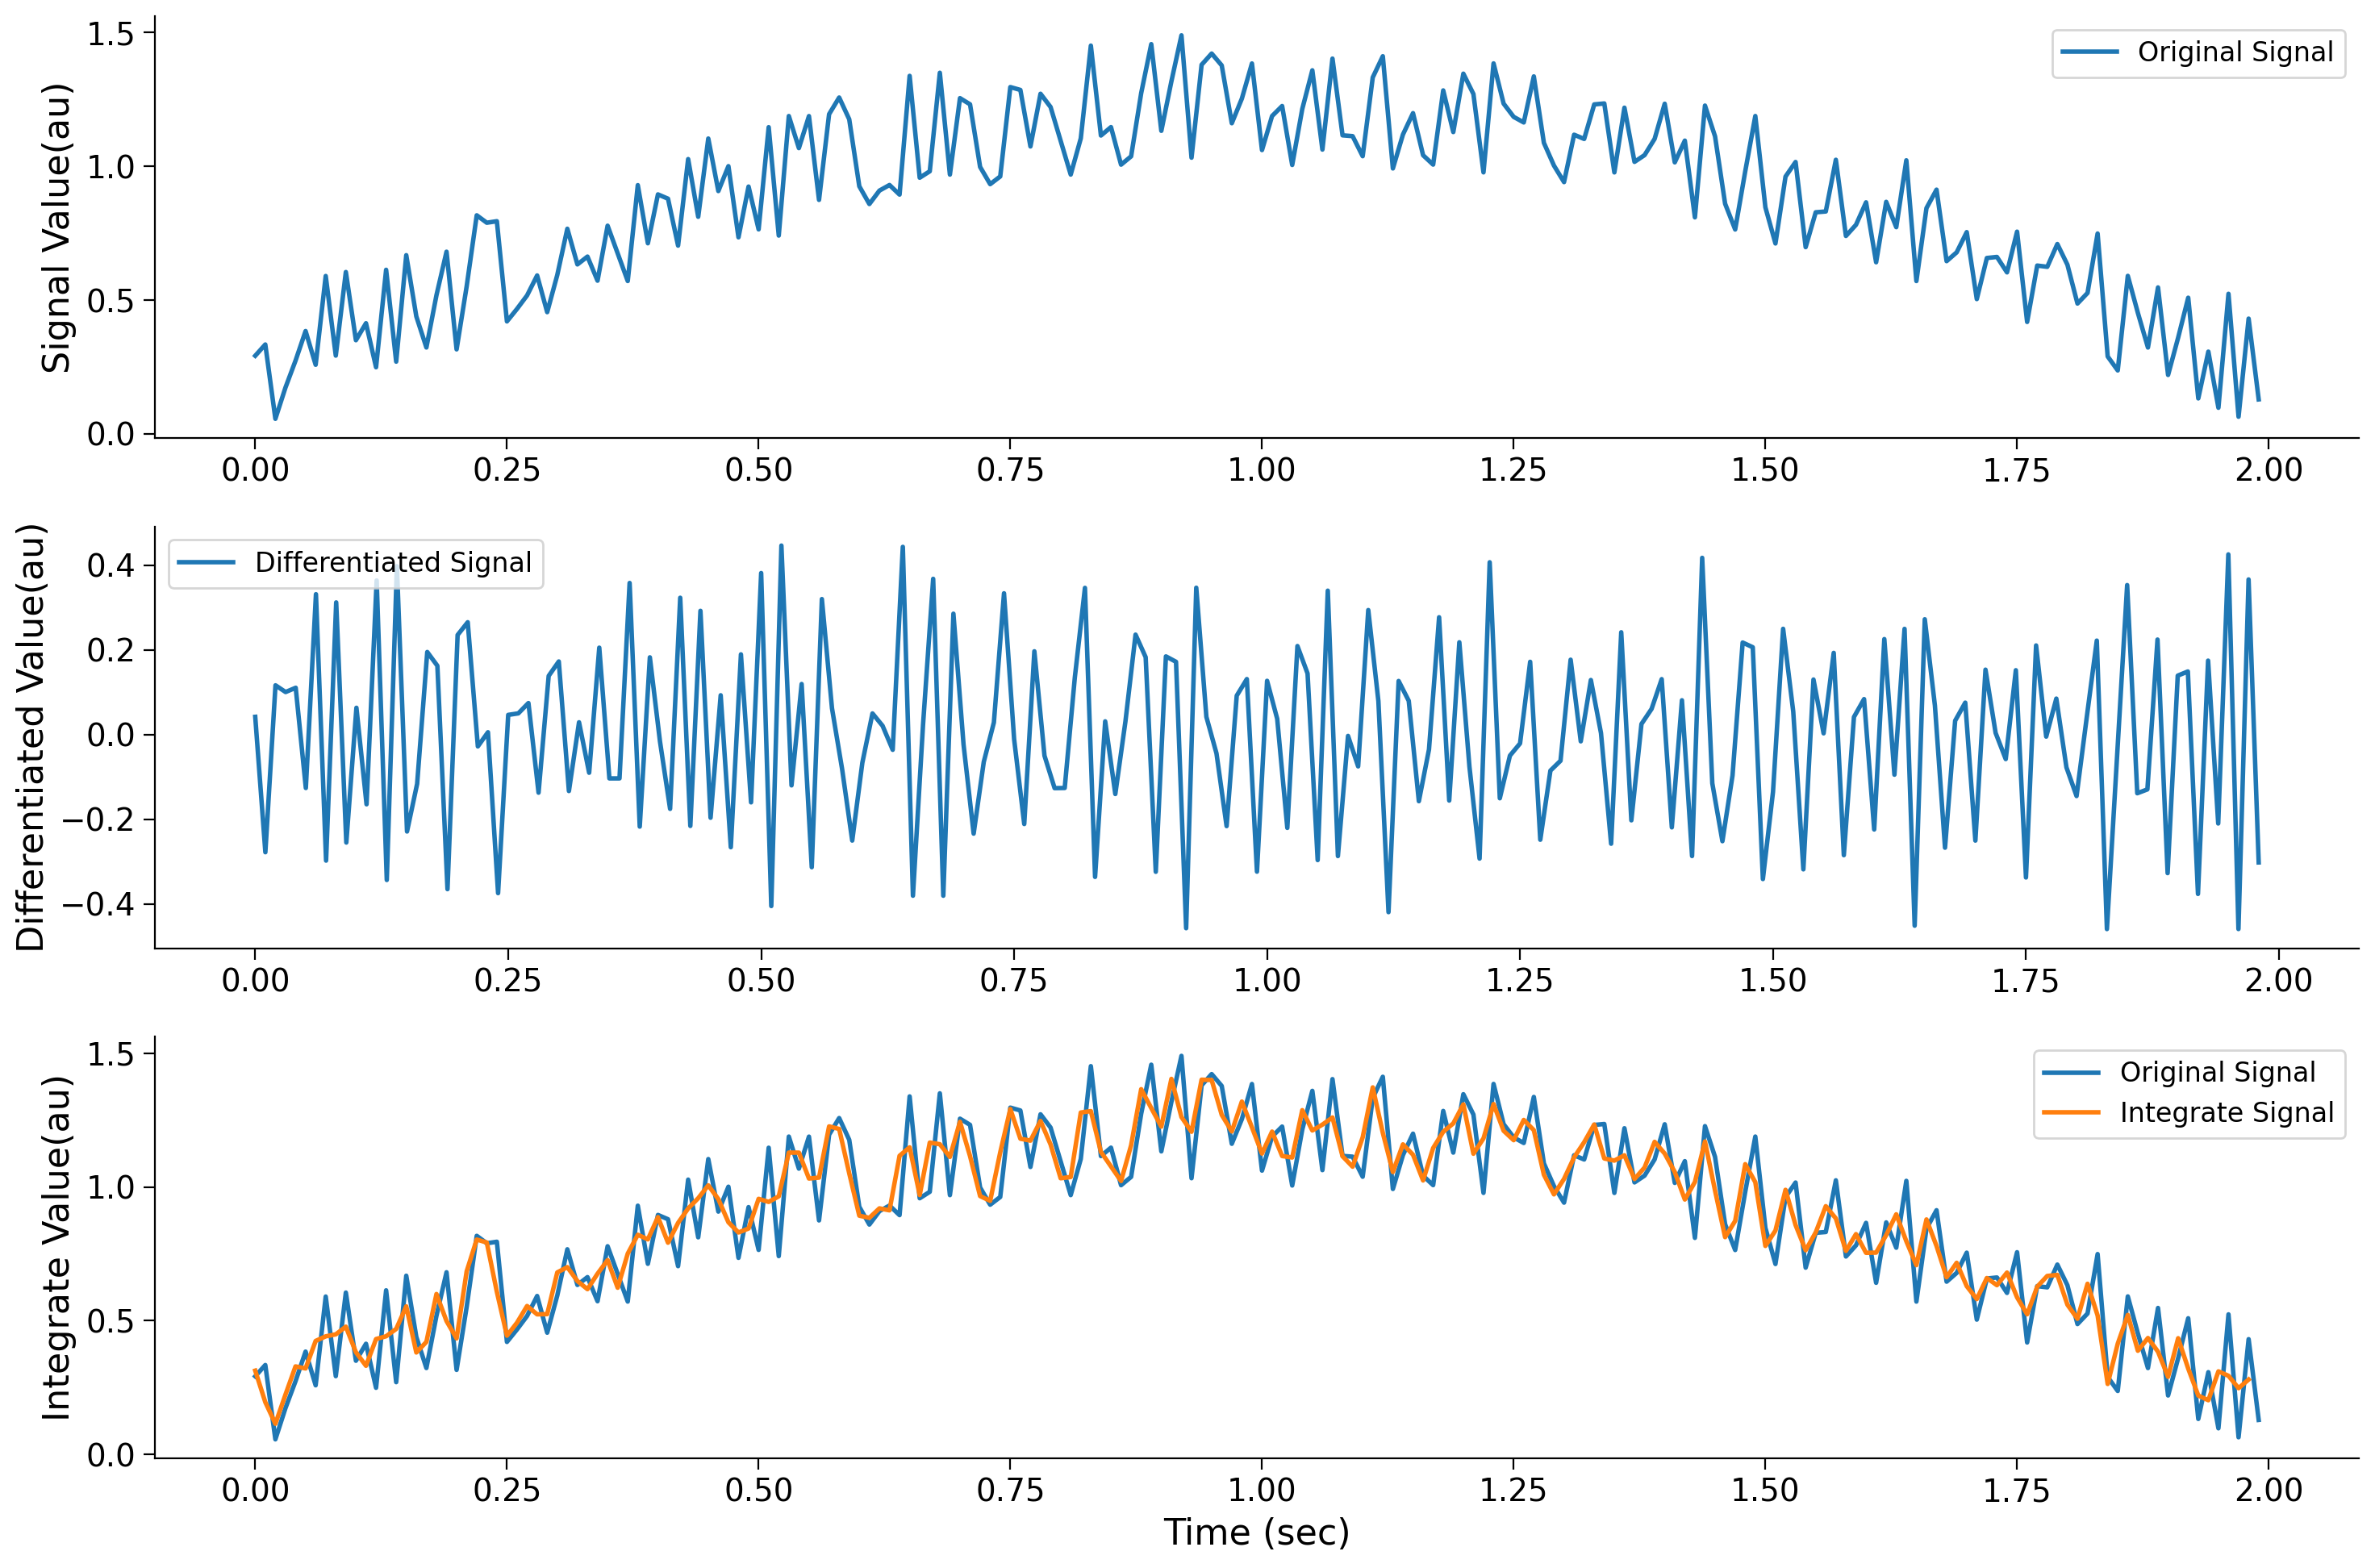 Signal Value(au)
1.5
1.0
0.5
0.0
Original Signal
0.00 0.25 0.50 0.75 1.00 1.25 1.50 1.75 2.00
Differentiated Value(au)
0.4
0.2
0.0
−0.2
−0.4
Differentiated Signal
0.00 0.25 0.50 0.75 1.00 1.25 1.50 1.75 2.00
Integrate Value(au)
1.5
1.0
0.5
0.0
Original Signal
Integrate Signal
0.00 0.25 0.50 0.75 1.00 1.25 1.50 1.75 2.00
Time (sec)